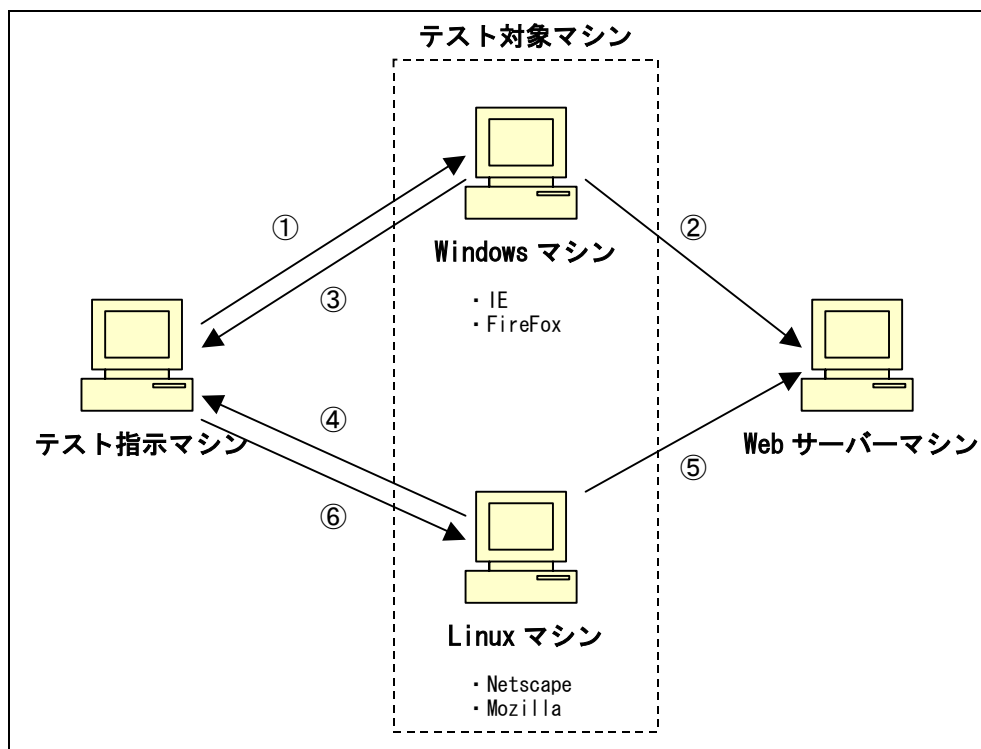 テスト対象マシン
①
②
Windows マシン
③
・IE
・FireFox
④
テスト指示マシン
Web サーバーマシン
⑤
⑥
Linux マシン
・Netscape
・Mozilla